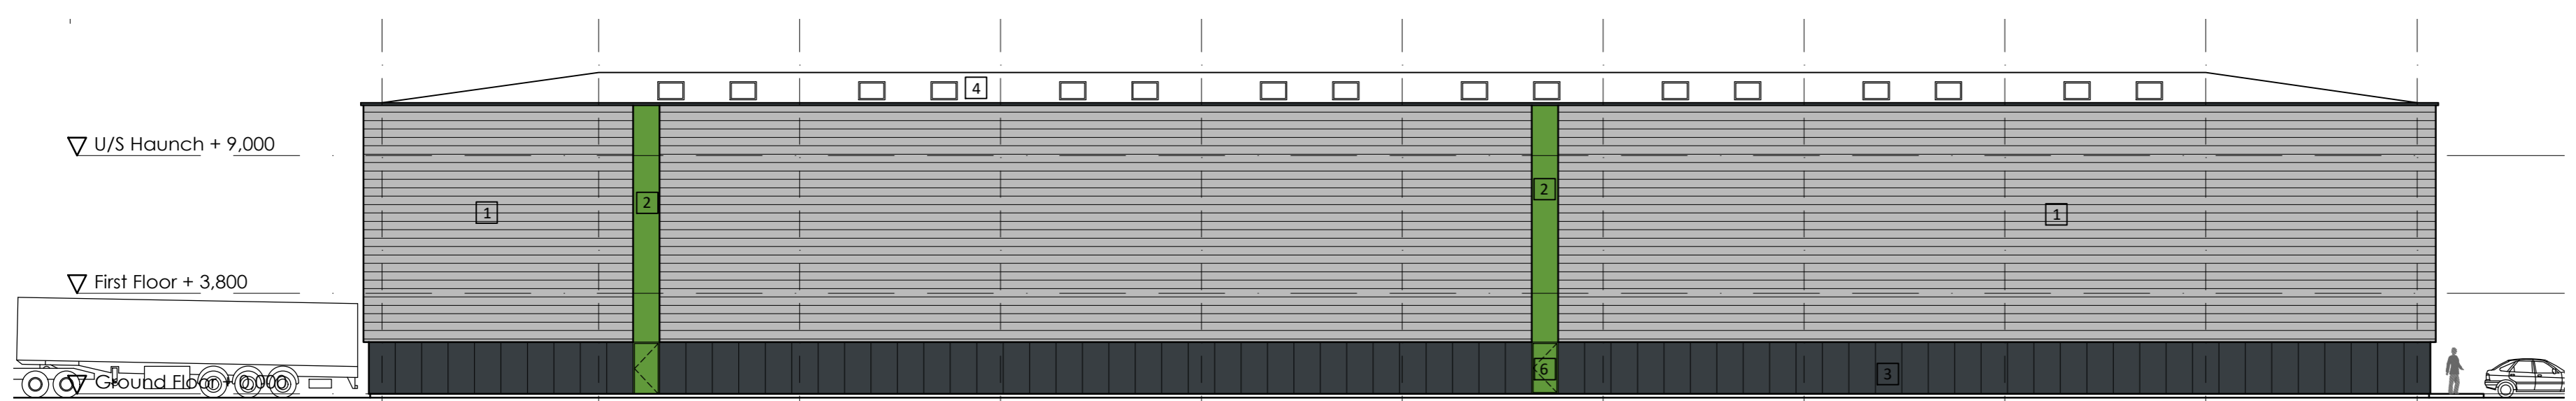 4
U/S Haunch + 9,000
2
2
1
1
First Floor + 3,800
6
3
Ground Floor + 0,000